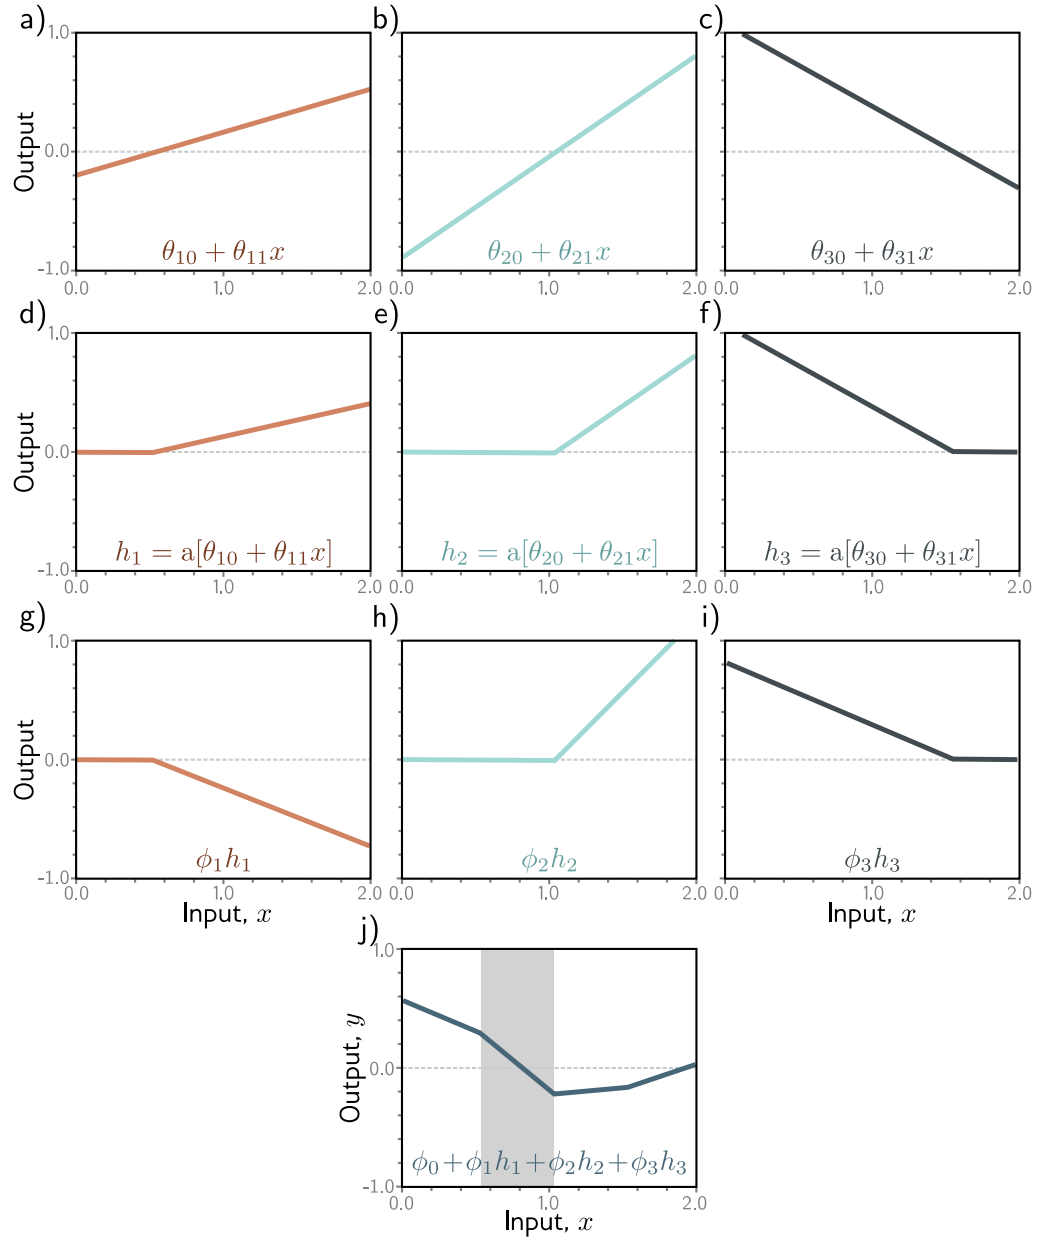 a) b) c)
1.0
Output
0.0
θ₁₀ + θ₁₁x θ₂₀ + θ₂₁x θ₃₀ + θ₃₁x
-1.0
0.0 1.0 2.0 0.0 1.0 2.0 0.0 1.0 2.0
d) e) f)
1.0
Output
0.0
h₁ = a[θ₁₀ + θ₁₁x] h₂ = a[θ₂₀ + θ₂₁x] h₃ = a[θ₃₀ + θ₃₁x]
-1.0
0.0 1.0 2.0 0.0 1.0 2.0 0.0 1.0 2.0
g) h) i)
1.0
Output
0.0
ϕ₁h₁ ϕ₂h₂ ϕ₃h₃
-1.0
0.0 1.0 2.0 0.0 1.0 2.0 0.0 1.0 2.0
Input, x Input, x
j)
1.0
Output, y
0.0
ϕ₀+ϕ₁h₁+ϕ₂h₂+ϕ₃h₃
-1.0
0.0 1.0 2.0
Input, x